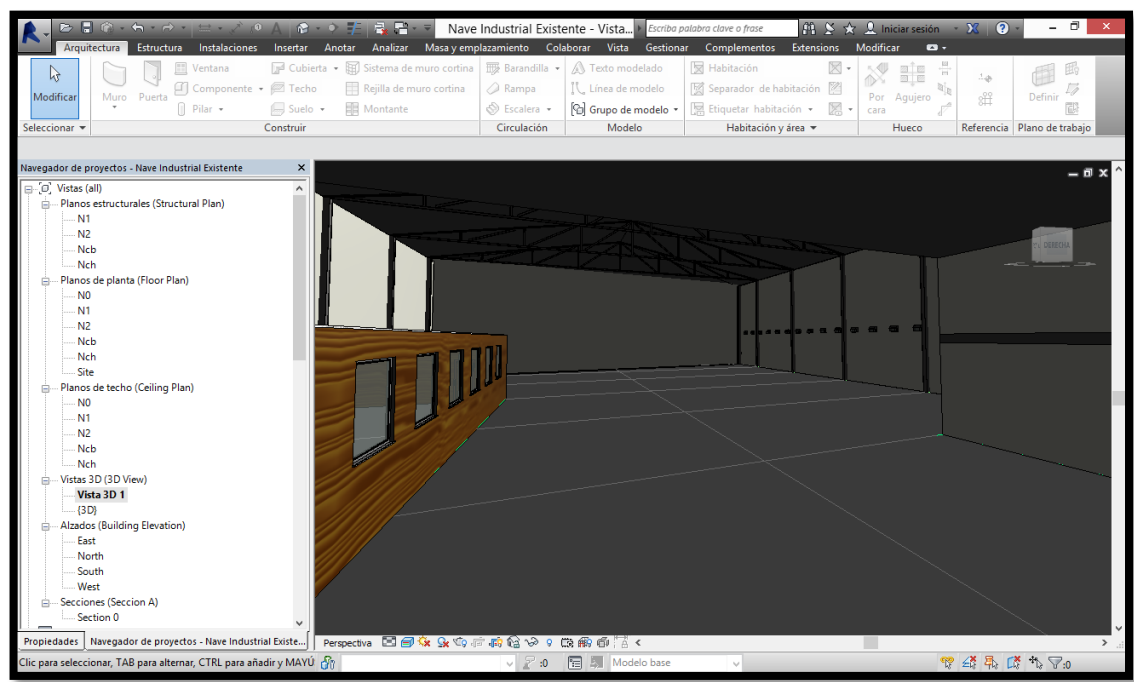 Nave Industrial Existente - Vista...
Escriba palabra clave o frase
Iniciar sesión
Arquitectura Estructura Instalaciones Insertar Anotar Analizar Masa y emplazamiento Colaborar Vista Gestionar Complementos Extensions Modificar
Ventana Cubierta Sistema de muro cortina Barandilla Texto modelado Habitación
Modificar Muro Puerta Componente Techo Rejilla de muro cortina Rampa Línea de modelo Separador de habitación Por cara Agujero Definir
Pilar Suelo Montante Escalera Grupo de modelo Etiquetar habitación
Seleccionar Construir Circulación Modelo Habitación y área Hueco Referencia Plano de trabajo
Navegador de proyectos - Nave Industrial Existente
Vistas (all)
Planos estructurales (Structural Plan)
N1
N2
Ncb
Nch
Planos de planta (Floor Plan)
N0
N1
N2
Ncb
Nch
Site
Planos de techo (Ceiling Plan)
N0
N1
N2
Ncb
Nch
Vistas 3D (3D View)
Vista 3D 1
{3D}
Alzados (Building Elevation)
East
North
South
West
Secciones (Seccion A)
Section 0
DERECHA
Propiedades Navegador de proyectos - Nave Industrial Existe...
Perspectiva
Clic para seleccionar, TAB para alternar, CTRL para añadir y MAYÚ
:0 Modelo base :0